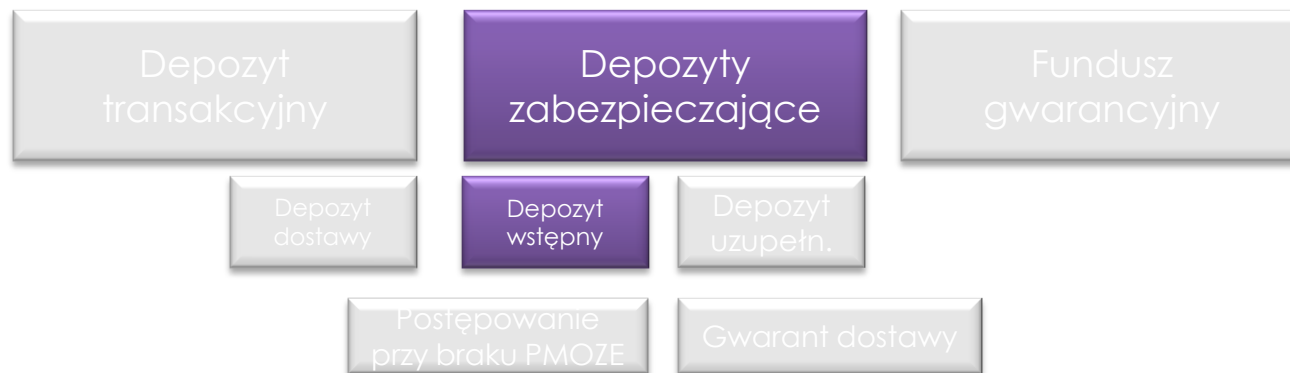 Depozyt
transakcyjny
Depozyty
zabezpieczające
Fundusz
gwarancyjny
Depozyt
dostawy
Depozyt
wstępny
Depozyt
uzupełn.
Postępowanie
przy braku PMOZE
Gwarant dostawy